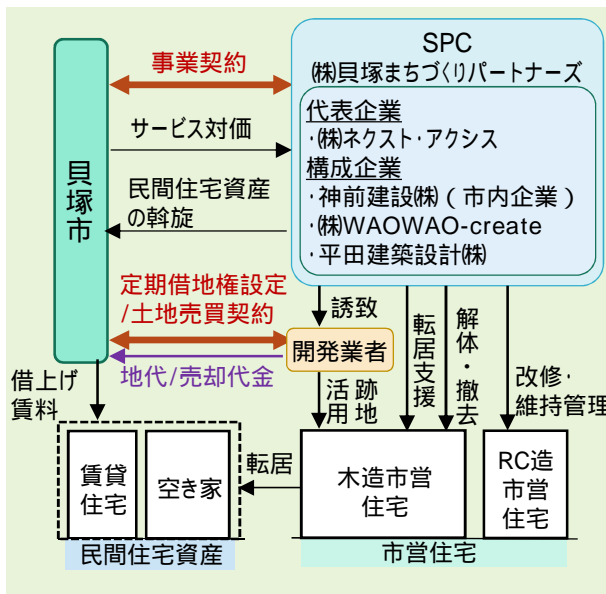 事業契約
SPC
㈱貝塚まちづくりパートナーズ
代表企業
・㈱ネクスト・アクシス
構成企業
・神前建設㈱（市内企業）
・㈱WAOWAO-create
・平田建築設計㈱
サービス対価
貝塚市
民間住宅資産
の斡旋
定期借地権設定
/土地売買契約
誘致
開発業者
地代/売却代金
転居支援
解体・撤去
借上げ
賃料
跡地
活用
改修・
維持管理
賃貸
住宅
空き家
転居
木造市営
住宅
RC造
市営
住宅
民間住宅資産
市営住宅